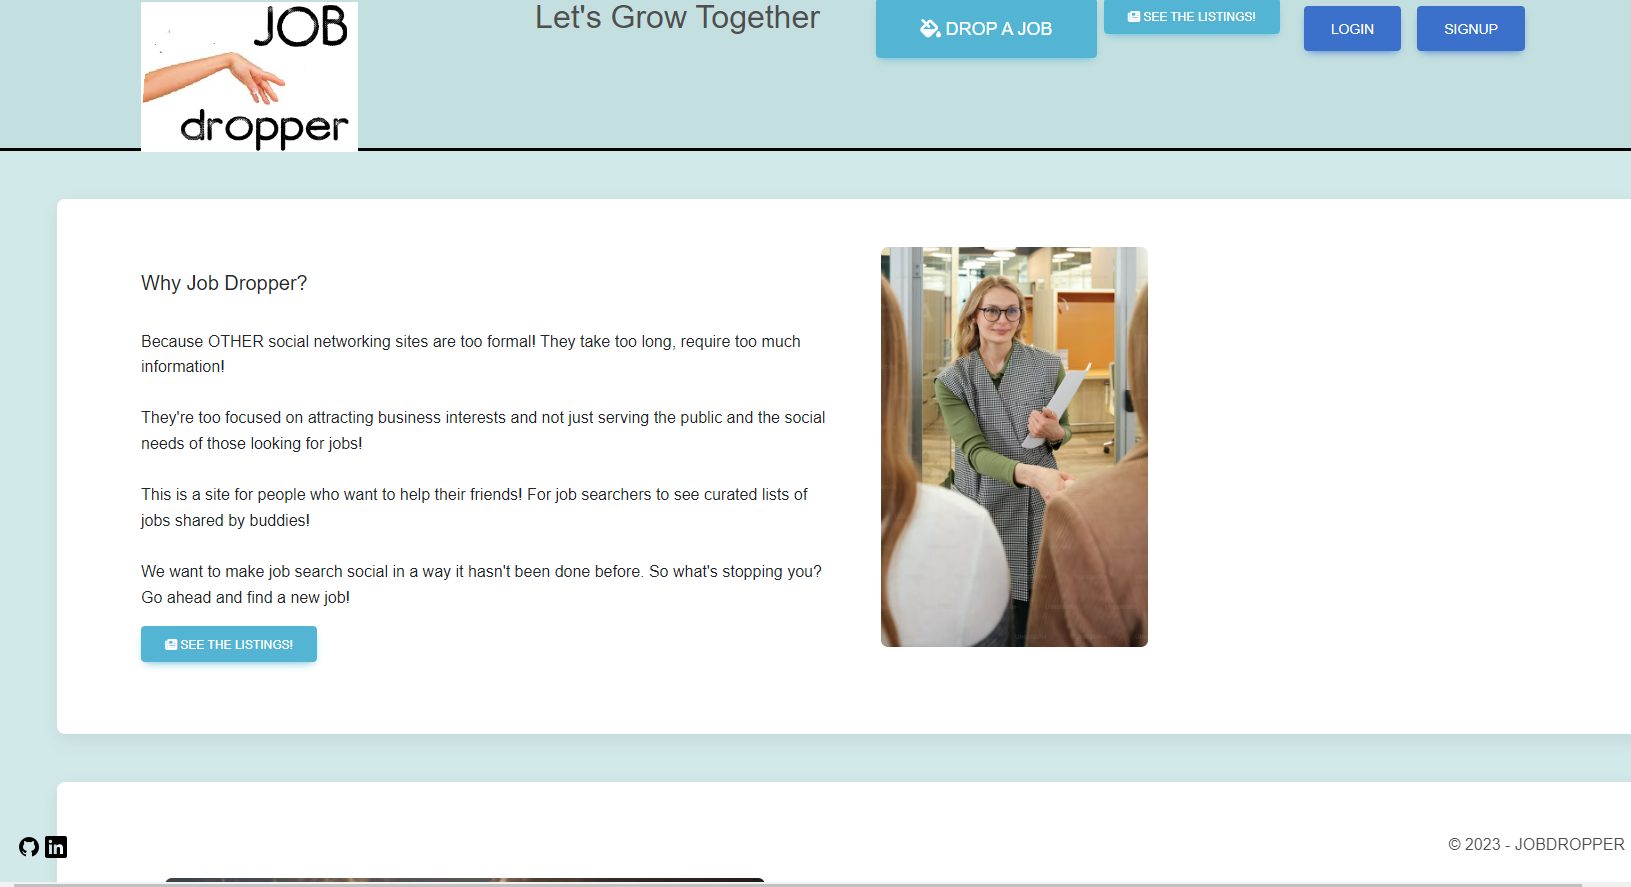 JOB
dropper
Let's Grow Together
DROP A JOB
SEE THE LISTINGS!
LOGIN
SIGNUP
Why Job Dropper?
Because OTHER social networking sites are too formal! They take too long, require too much
information!
They're too focused on attracting business interests and not just serving the public and the social
needs of those looking for jobs!
This is a site for people who want to help their friends! For job searchers to see curated lists of
jobs shared by buddies!
We want to make job search social in a way it hasn't been done before. So what's stopping you?
Go ahead and find a new job!
SEE THE LISTINGS!
in
© 2023 - JOBDROPPER